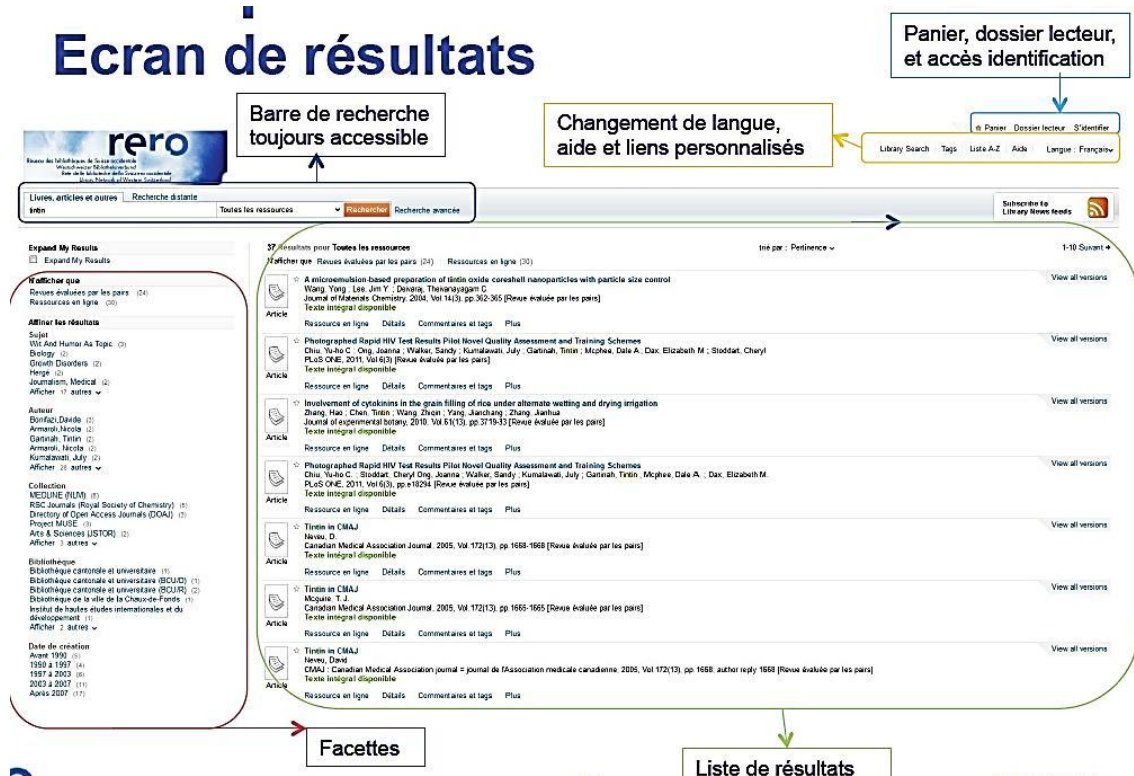 Ecran de résultats
Panier, dossier lecteur,
et accès identification
Barre de recherche
toujours accessible
Changement de langue,
aide et liens personnalisés
rero
Réseau des bibliothèques de Suisse occidentale
Westschweizer Bibliotheksverbund
Rete delle biblioteche della Svizzera occidentale
Library Network of Western Switzerland
Panier Dossier lecteur S'identifier
Library Search Tags Liste A-Z Aide Langue : Français
Livres, articles et autres Recherche distante
tintin Toutes les ressources Rechercher Recherche avancée
Subscribe to
Library News feeds
Expand My Results
Expand My Results
N'afficher que
Revues évaluées par les pairs (24)
Ressources en ligne (30)
Affiner les résultats
Sujet
Wit And Humor As Topic (3)
Biology (2)
Growth Disorders (2)
Hergé (2)
Journalism, Medical (2)
Afficher 17 autres
Auteur
Bonifazi,Davide (2)
Armaroli,Nicola (2)
Gartinah, Tintin (2)
Armaroli, Nicola (2)
Kumalawati, July (2)
Afficher 28 autres
Collection
MEDLINE (NLM)
RSC Journals (Royal Society of Chemistry)
Directory of Open Access Journals (DOAJ)
Project MUSE (3)
Arts & Sciences (JSTOR) (2)
Afficher 3 autres
Bibliothèque
Bibliothèque cantonale et universitaire (1)
Bibliothèque cantonale et universitaire (BCU/D) (1)
Bibliothèque cantonale et universitaire (BCU/R) (2)
Bibliothèque de la ville de la Chaux-de-Fonds (1)
Institut de hautes études internationales et du
développement (1)
Afficher 2 autres
Date de création
Avant 1990
1990 à 1997 (4)
1997 à 2003
2003 à 2007 (11)
Après 2007 (17)
37 Résultats pour Toutes les ressources trié par : Pertinence 1-10 Suivant
N'afficher que Revues évaluées par les pairs (24) Ressources en ligne (30)
A microemulsion-based preparation of tintin oxide coreshell nanoparticles with particle size control View all versions
Wang, Yong ; Lee, Jim Y. ; Devaraj, Thevanayagam C.
Journal of Materials Chemistry, 2004, Vol.14(3), pp.362-365 [Revue évaluée par les pairs]
Texte intégral disponible
Article
Ressource en ligne Détails Commentaires et tags Plus
Photographed Rapid HIV Test Results Pilot Novel Quality Assessment and Training Schemes View all versions
Chiu, Yu-ho C ; Ong, Joanna ; Walker, Sandy ; Kumalawati, July ; Gartinah, Tintin ; Mcphee, Dale A ; Dax, Elizabeth M ; Stoddart, Cheryl
PLoS ONE, 2011, Vol.6(3) [Revue évaluée par les pairs]
Texte intégral disponible
Article
Ressource en ligne Détails Commentaires et tags Plus
Involvement of cytokinins in the grain filling of rice under alternate wetting and drying irrigation View all versions
Zhang, Hao ; Chen, Tintin ; Wang, Zhiqin ; Yang, Jianchang ; Zhang, Jianhua
Journal of experimental botany, 2010, Vol.61(13), pp.3719-33 [Revue évaluée par les pairs]
Texte intégral disponible
Article
Ressource en ligne Détails Commentaires et tags Plus
Photographed Rapid HIV Test Results Pilot Novel Quality Assessment and Training Schemes View all versions
Chiu, Yu-ho C. ; Stoddart, Cheryl Ong, Joanna ; Walker, Sandy ; Kumalawati, July ; Gartinah, Tintin ; Mcphee, Dale A. ; Dax, Elizabeth M.
PLoS ONE, 2011, Vol.6(3), pp.e18294 [Revue évaluée par les pairs]
Texte intégral disponible
Article
Ressource en ligne Détails Commentaires et tags Plus
Tintin in CMAJ View all versions
Neveu, D.
Canadian Medical Association Journal, 2005, Vol.172(13), pp.1668-1668 [Revue évaluée par les pairs]
Texte intégral disponible
Article
Ressource en ligne Détails Commentaires et tags Plus
Tintin in CMAJ View all versions
Mcguire, T. J.
Canadian Medical Association Journal, 2005, Vol.172(13), pp.1665-1665 [Revue évaluée par les pairs]
Texte intégral disponible
Article
Ressource en ligne Détails Commentaires et tags Plus
Tintin in CMAJ View all versions
Neveu, David
CMAJ : Canadian Medical Association journal = journal de l'Association medicale canadienne, 2005, Vol.172(13), pp.1668; author reply 1668 [Revue évaluée par les pairs]
Texte intégral disponible
Article
Ressource en ligne Détails Commentaires et tags Plus
Facettes
Liste de résultats